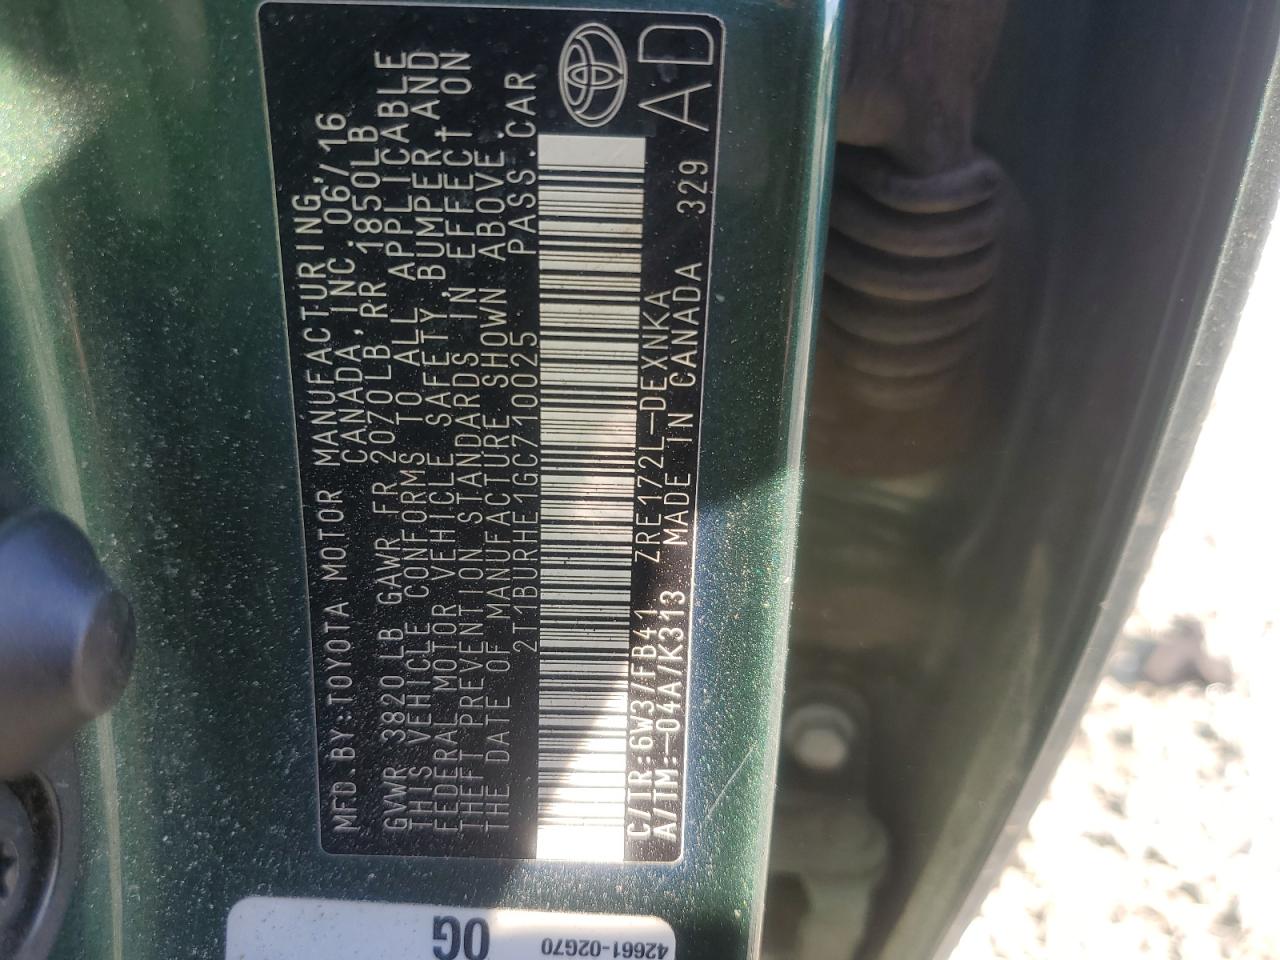 MFD.BY:TOYOTA MOTOR MANUFACTURING,
CANADA,INC. 06/16
GVWR 3820LB GAWR FR 2070LB, RR 1850LB
THIS VEHICLE CONFORMS TO ALL APPLICABLE
FEDERAL MOTOR VEHICLE SAFETY, BUMPER, AND
THEFT PREVENTION STANDARDS IN EFFECT ON
THE DATE OF MANUFACTURE SHOWN ABOVE.
2T1BURHE1GC710025 PASS.CAR
C/TR:6W37/FB41 ZRE172L-DEXNKA
A/TM:-04A/K313 MADE IN CANADA 329
AD
42661-02G70
0G